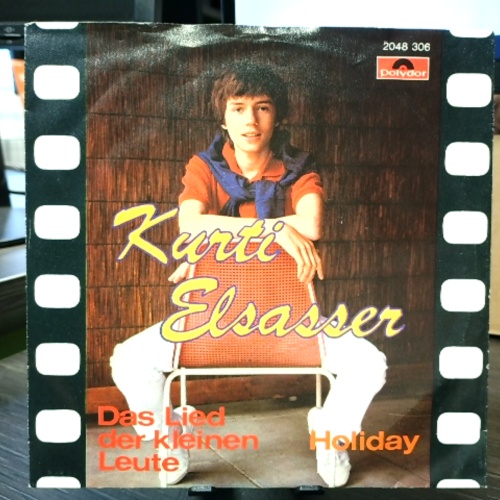 2048 306
Polydor
Kurti
Elsasser
Das Lied
der kleinen
Leute
Holiday